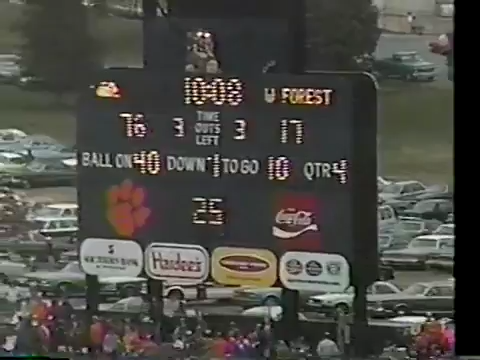 10:08 W FOREST
76 3 TIME OUTS LEFT 3 17
BALL ON 40 DOWN 1 TO GO 10 QTR 4
25
Coca-Cola
Hardee's